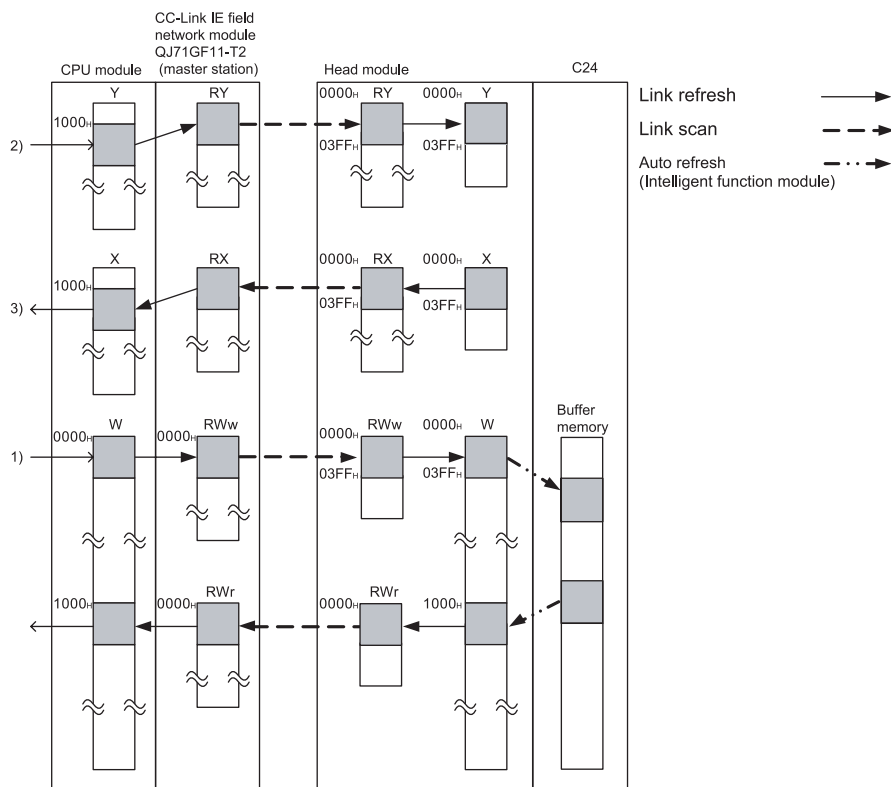 CC-Link IE field
network module
QJ71GF11-T2
(master station)
CPU module
Head module
C24
Y
RY
0000H RY
0000H Y
1000H
2)
03FFH
03FFH
X
RX
0000H RX
0000H X
1000H
3)
03FFH
03FFH
W
RWw
RWw
W
0000H
0000H
0000H
0000H
1)
03FFH
03FFH
Buffer
memory
RWr
RWr
1000H
0000H
0000H
1000H
Link refresh
Link scan
Auto refresh
(Intelligent function module)